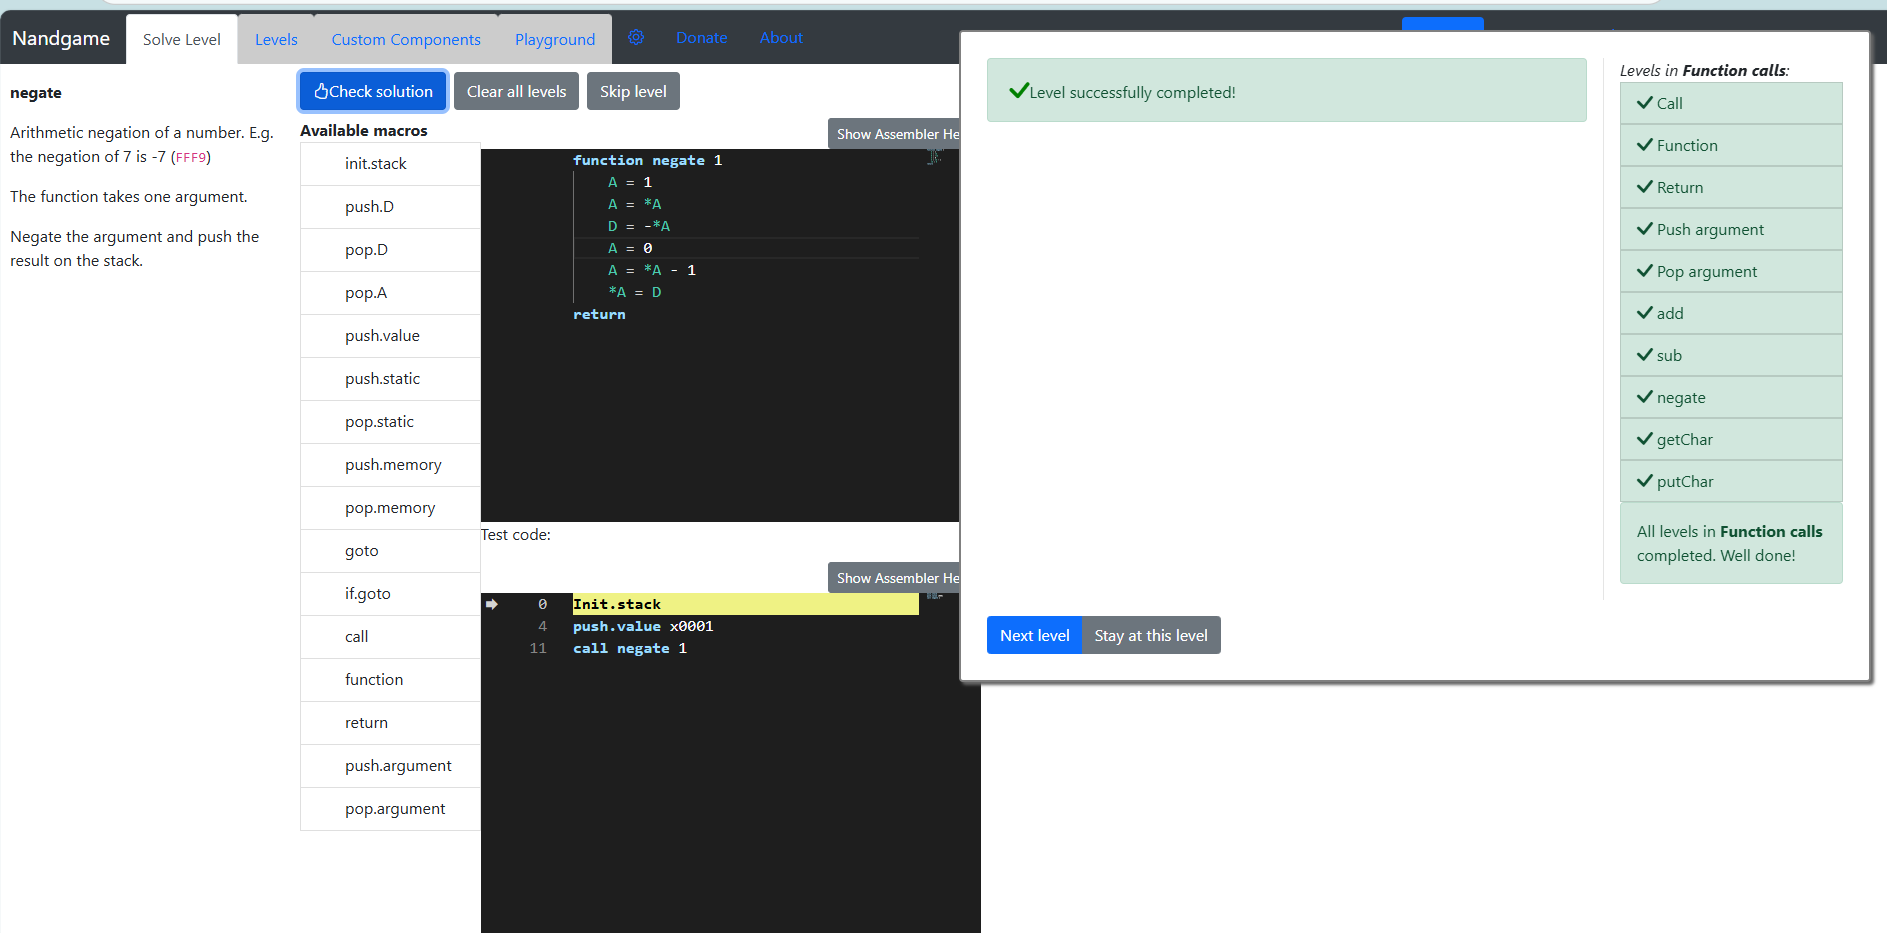 Nandgame
Solve Level
Levels
Custom Components
Playground
Donate
About
negate
Arithmetic negation of a number. E.g.
the negation of 7 is -7 (FFF9)
The function takes one argument.
Negate the argument and push the
result on the stack.
Check solution
Clear all levels
Skip level
Available macros
init.stack
push.D
pop.D
pop.A
push.value
push.static
pop.static
push.memory
pop.memory
goto
if.goto
call
function
return
push.argument
pop.argument
Show Assembler He
function negate 1
A = 1
A = *A
D = -*A
A = 0
A = *A - 1
*A = D
return
Test code:
Show Assembler He
0 Init.stack
4 push.value x0001
11 call negate 1
Level successfully completed!
Next level
Stay at this level
Levels in Function calls:
Call
Function
Return
Push argument
Pop argument
add
sub
negate
getChar
putChar
All levels in Function calls
completed. Well done!